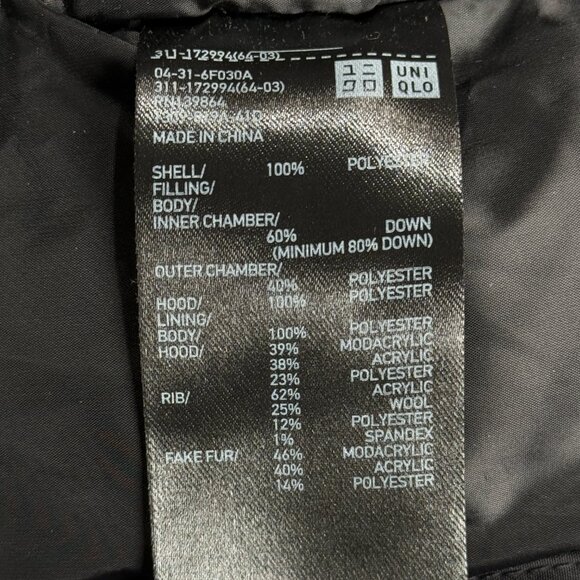 311-172994(64-03)
04-31-6F030A
311-172994(64-03)
RN139864
MADE IN CHINA
UNI
QLO
SHELL/ 100% POLYESTER
FILLING/
BODY/
INNER CHAMBER/ DOWN
60% (MINIMUM 80% DOWN)
OUTER CHAMBER/
40% POLYESTER
HOOD/ 100% POLYESTER
LINING/
BODY/ 100% POLYESTER
HOOD/ 39% MODACRYLIC
38% ACRYLIC
23% POLYESTER
RIB/ 62% ACRYLIC
25% WOOL
12% POLYESTER
1% SPANDEX
FAKE FUR/ 46% MODACRYLIC
40% ACRYLIC
14% POLYESTER